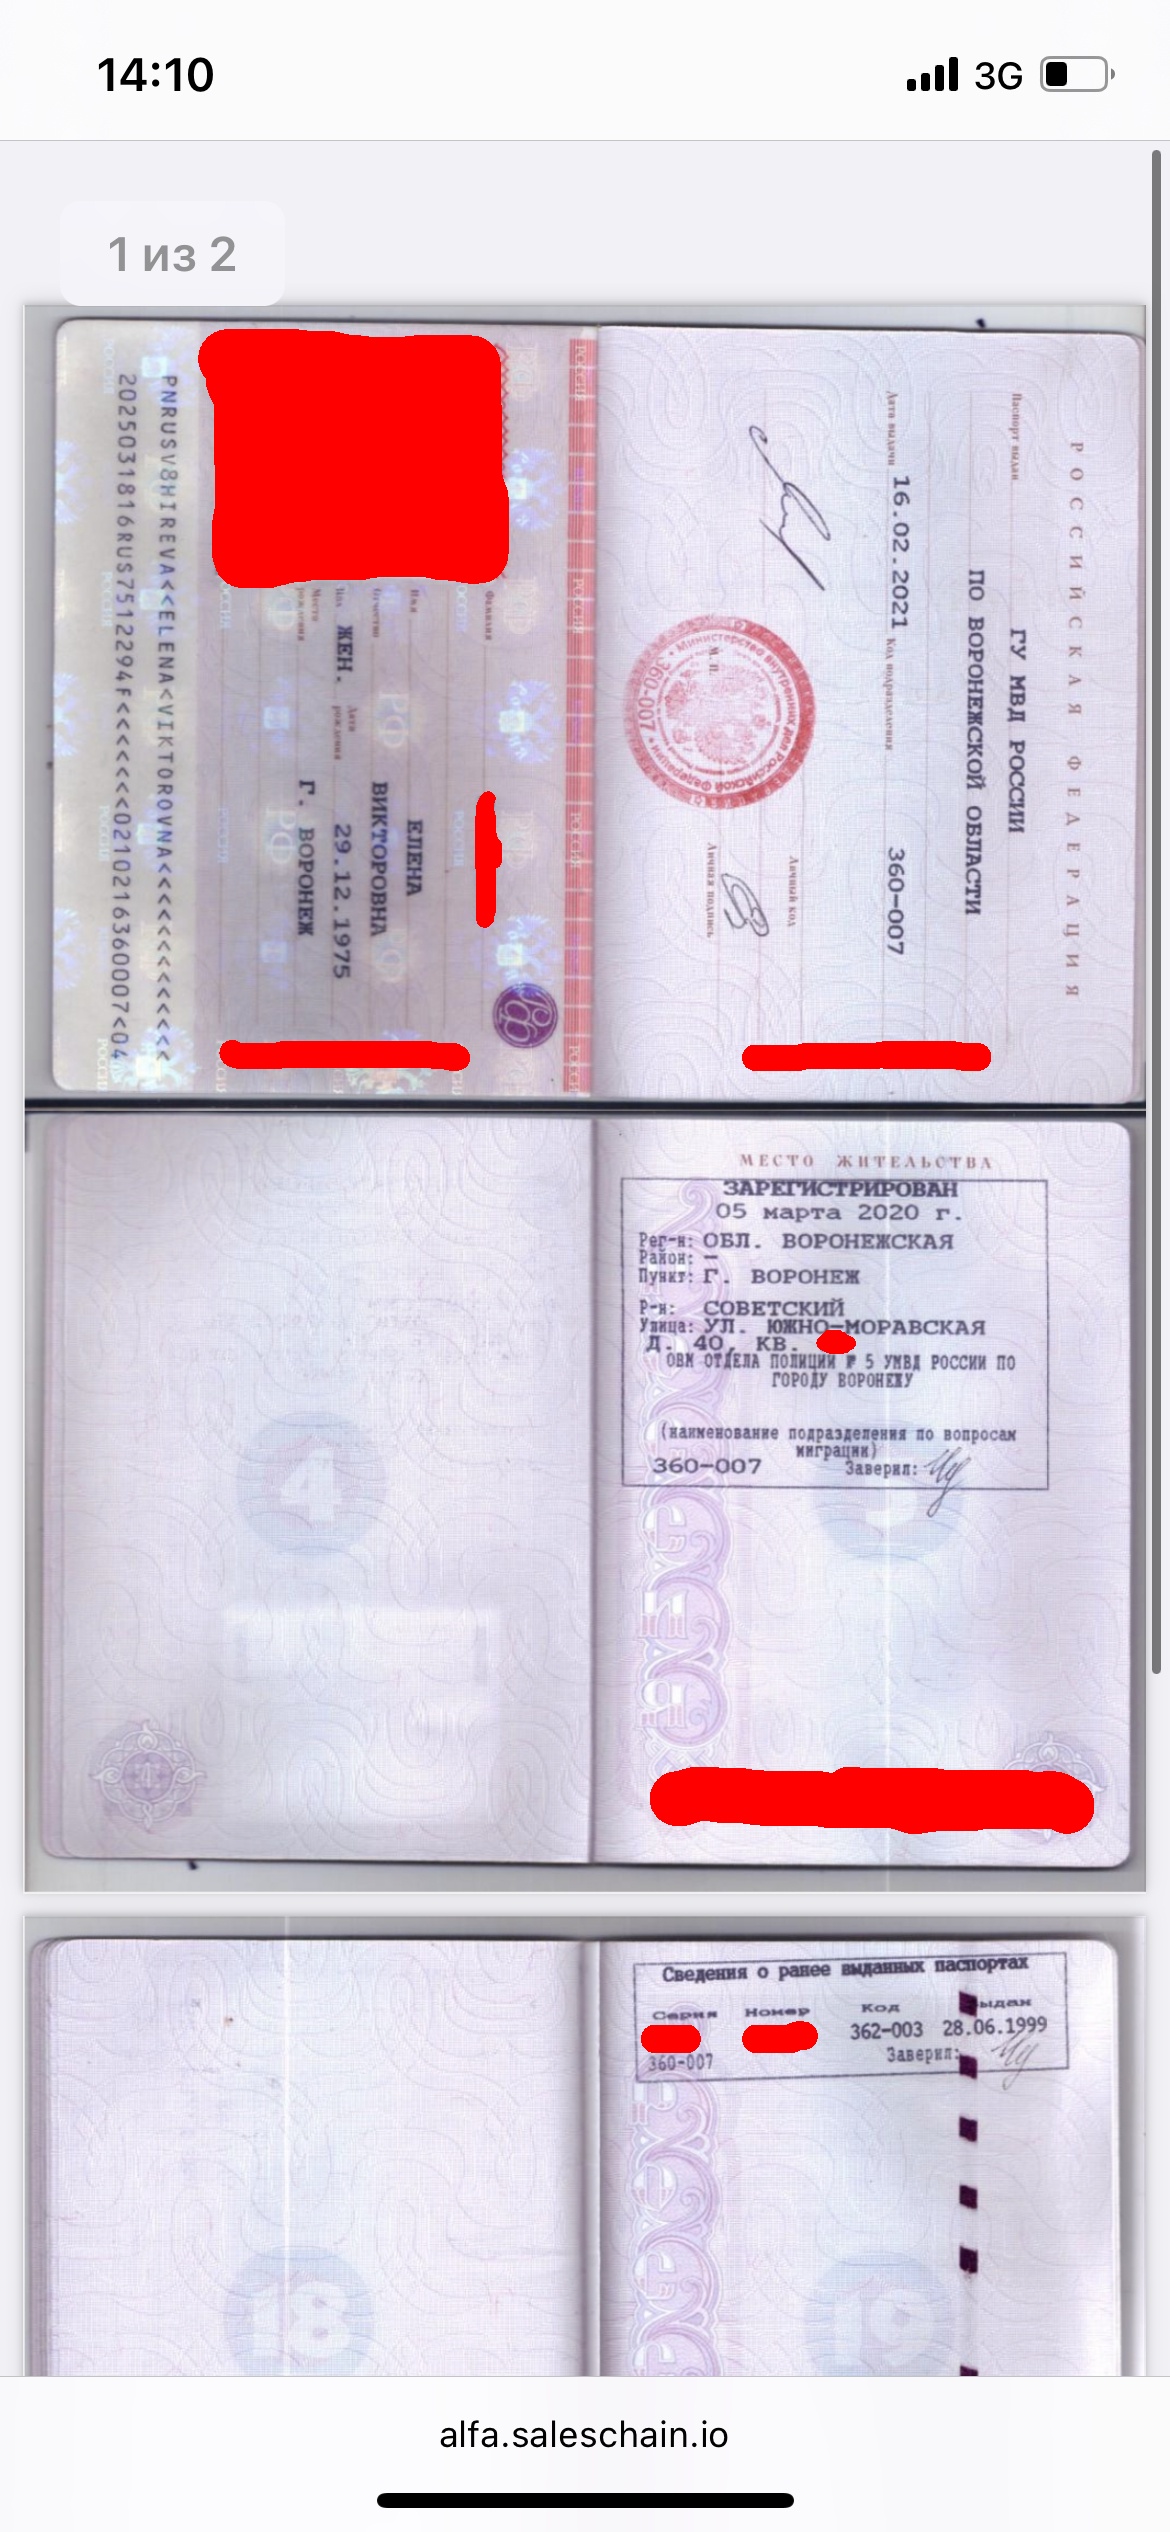 14:10
3G
1 из 2
РОССИЙСКАЯ ФЕДЕРАЦИЯ
Паспорт выдан
ГУ МВД РОССИИ
ПО ВОРОНЕЖСКОЙ ОБЛАСТИ
Дата выдачи 16.02.2021 Код подразделения 360-007
Личный код
Личная подпись
М. П.
Министерство внутренних дел Российской Федерации
360-007
РОССИЯ
Фамилия
Имя
ЕЛЕНА
Отчество
ВИКТОРОВНА
Пол ЖЕН. Дата рождения 29.12.1975
Место рождения
Г. ВОРОНЕЖ
PNRUSV8HIREVA<<ELENA<VIKTOROVNA<<<<<<<<<<<<<
2025031816RUS7512294F<<<<<<<0210216360007<04
МЕСТО ЖИТЕЛЬСТВА
ЗАРЕГИСТРИРОВАН
05 марта 2020 г.
Рег-н: ОБЛ. ВОРОНЕЖСКАЯ
Район: –
Пункт: Г. ВОРОНЕЖ
Р-н: СОВЕТСКИЙ
Улица: УЛ. ЮЖНО-МОРАВСКАЯ
Д. 40, КВ.
ОВМ ОТДЕЛА ПОЛИЦИИ № 5 УМВД РОССИИ ПО
ГОРОДУ ВОРОНЕЖУ
(наименование подразделения по вопросам
миграции)
360-007 Заверил:
4
Сведения о ранее выданных паспортах
Серия Номер Код Выдан
362-003 28.06.1999
360-007 Заверил:
18
19
alfa.saleschain.io